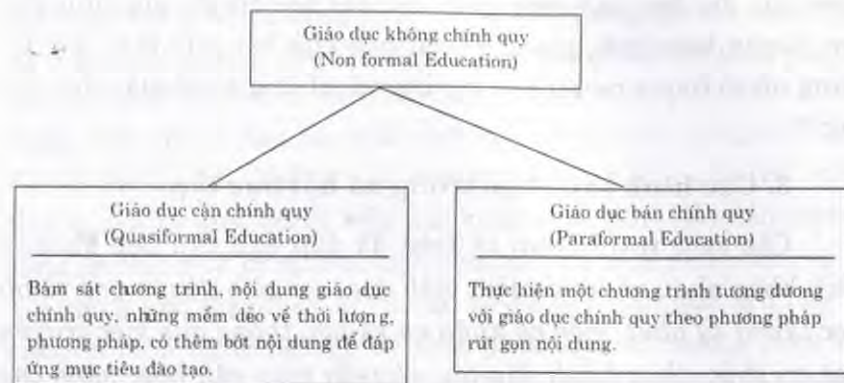 Giáo dục không chính quy
(Non formal Education)
Giáo dục cận chính quy
(Quasiformal Education)
Bám sát chương trình, nội dung giáo dục
chính quy, những mềm dẻo về thời lượng,
phương pháp, có thêm bớt nội dung để đáp
ứng mục tiêu đào tạo.
Giáo dục bán chính quy
(Paraformal Education)
Thực hiện một chương trình tương đương
với giáo dục chính quy theo phương pháp
rút gọn nội dung.